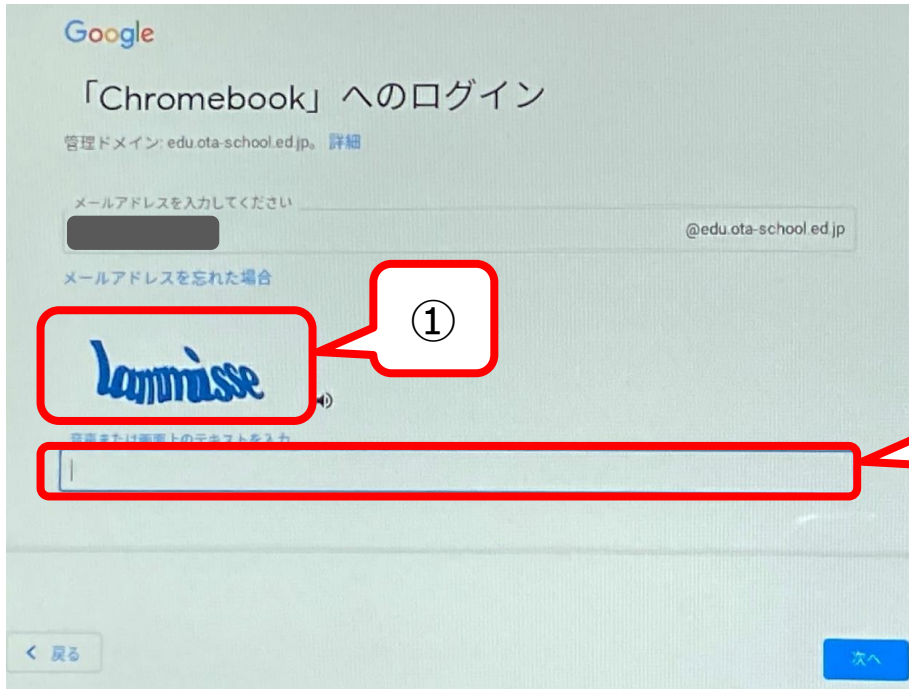 Google
「Chromebook」へのログイン
管理ドメイン: edu.ota-school.ed.jp。 詳細
メールアドレスを入力してください
@edu.ota-school.ed.jp
メールアドレスを忘れた場合
①
音声または画面上のテキストを入力
戻る
次へ